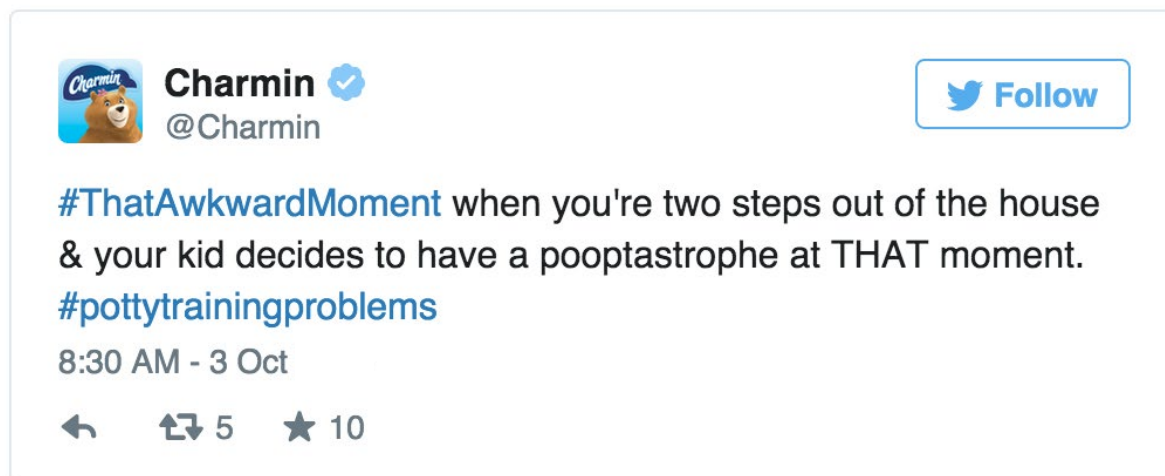 Charmin
Charmin
@Charmin
Follow
#ThatAwkwardMoment when you're two steps out of the house
& your kid decides to have a pooptastrophe at THAT moment.
#pottytrainingproblems
8:30 AM - 3 Oct
5 10